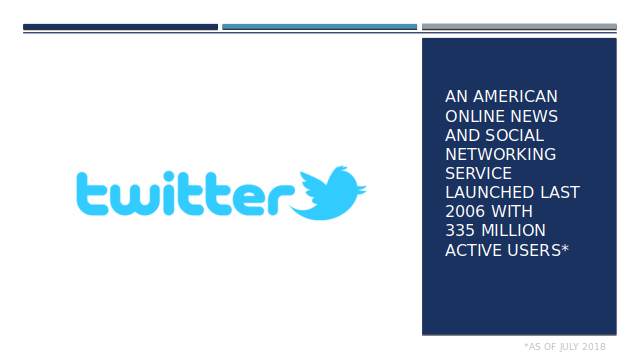 twitter
AN AMERICAN
ONLINE NEWS
AND SOCIAL
NETWORKING
SERVICE
LAUNCHED LAST
2006 WITH
335 MILLION
ACTIVE USERS*
*AS OF JULY 2018